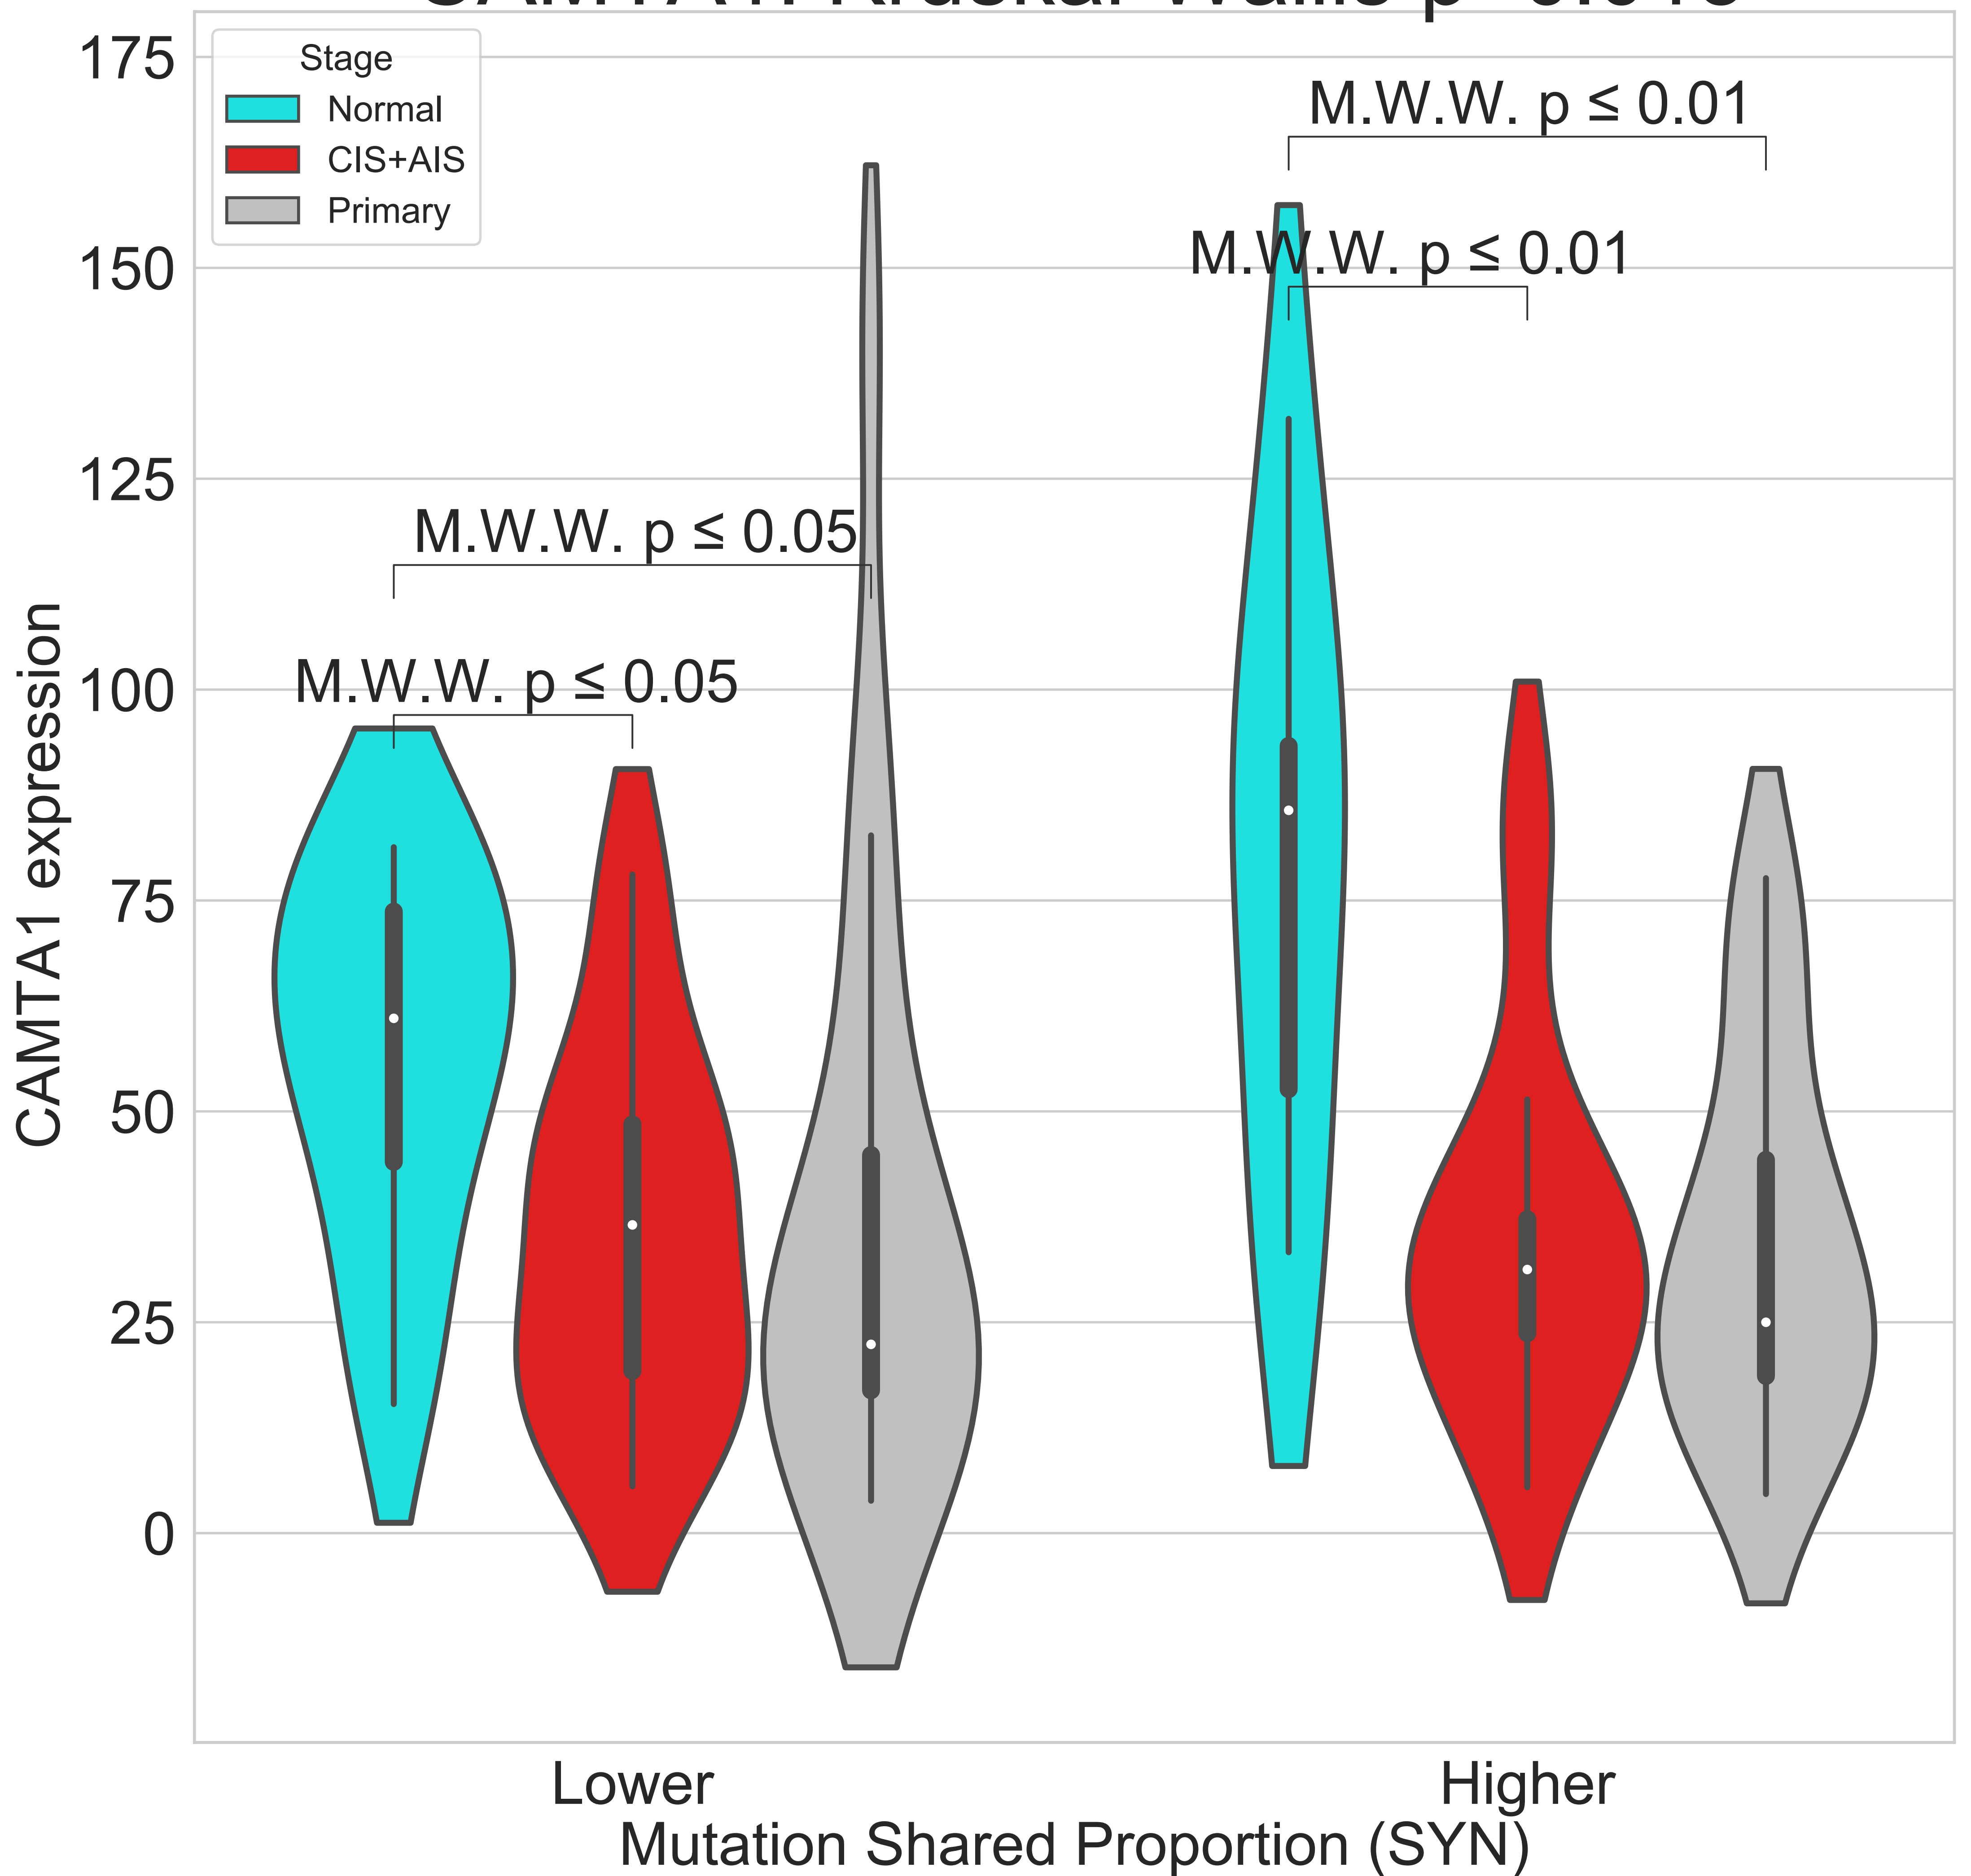 175
150
125
100
75
50
25
0
CAMTA1 expression
Stage
Normal
CIS+AIS
Primary
M.W.W. p ≤ 0.01
M.W.W. p ≤ 0.01
M.W.W. p ≤ 0.05
M.W.W. p ≤ 0.05
Lower
Higher
Mutation Shared Proportion (SYN)